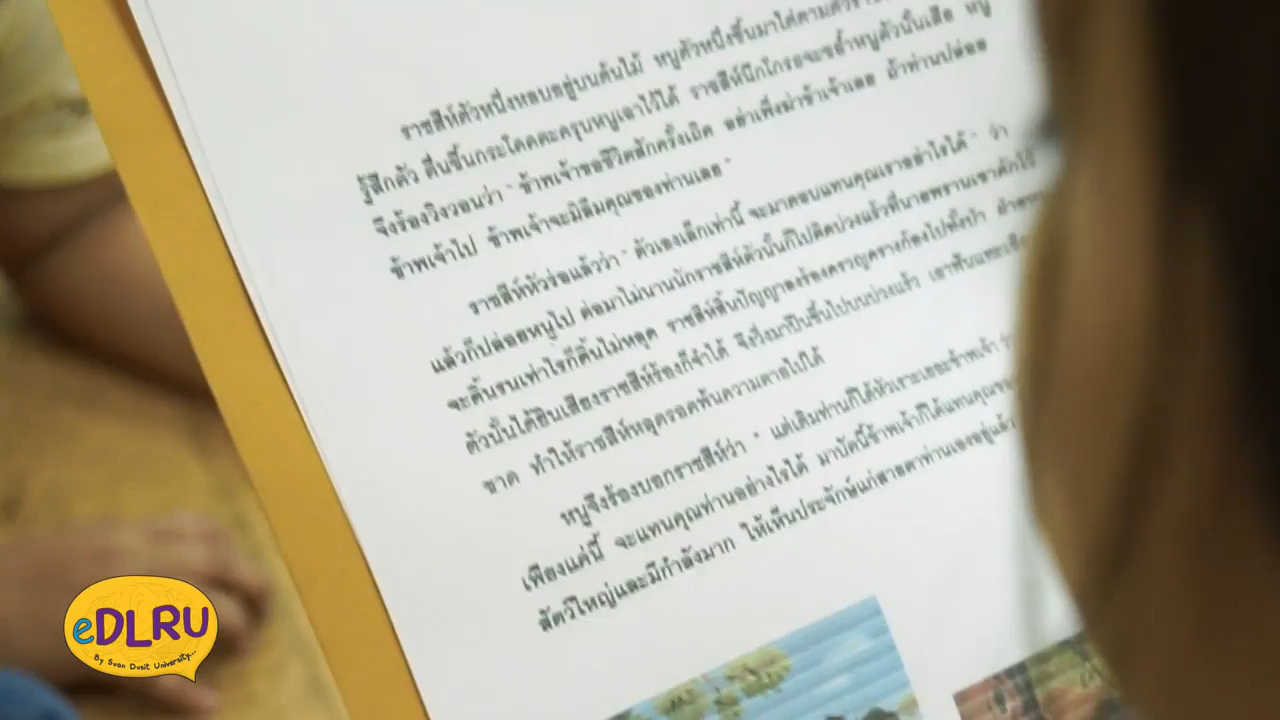 ราชสีห์ตัวหนึ่งหลบอยู่บนต้นไม้ หนูตัวหนึ่งขึ้นมาไต่ตามตัว
รู้สึกตัว ตื่นขึ้นกระโดดตะครุบหนูเอาไว้ได้ ราชสีห์นึกโกรธจะขย้ำหนูตัวนั้นเสีย หนู
จึงร้องวิงวอนว่า " ข้าพเจ้าขอชีวิตสักครั้งเถิด อย่าเพิ่งฆ่าข้าเจ้าเลย ถ้าท่านปล่อย
ข้าพเจ้าไป ข้าพเจ้าจะมิลืมคุณของท่านเลย "
ราชสีห์หัวร่อแล้วว่า " ตัวเองเล็กเท่านี้ จะมาตอบแทนคุณเราอย่าไรได้ " ว่า
แล้วก็ปล่อยหนูไป ต่อมาไม่นานนักราชสีห์ตัวนั้นก็ไปติดบ่วงแล้วที่นายพรานเขาดักไว้
จะดิ้นรนเท่าไรก็ดิ้นไม่หลุด ราชสีห์สิ้นปัญญาลงร้องครวญครางก้องไปทั้งป่า
ตัวนั้นได้ยินเสียงราชสีห์ร้องก็จำได้ จึงวิ่งมาปีนขึ้นไปบนบ่วงแร้ว เอาฟันแทะเชือก
ขาด ทำให้ราชสีห์หลุดรอดพ้นความตายไปได้
หนูจึงร้องบอกราชสีห์ว่า " แต่เดิมท่านก็ได้หัวเราะเยาะข้าพเจ้า
เพียงแค่นี้ จะแทนคุณท่านอย่างไรได้ มาบัดนี้ข้าพเจ้าก็ได้แทนคุณ
สัตว์ใหญ่และมีกำลังมาก ให้เห็นประจักษ์แก่สายตาท่านเองอยู่แล้ว
eDLRU
By Suan Dusit University...